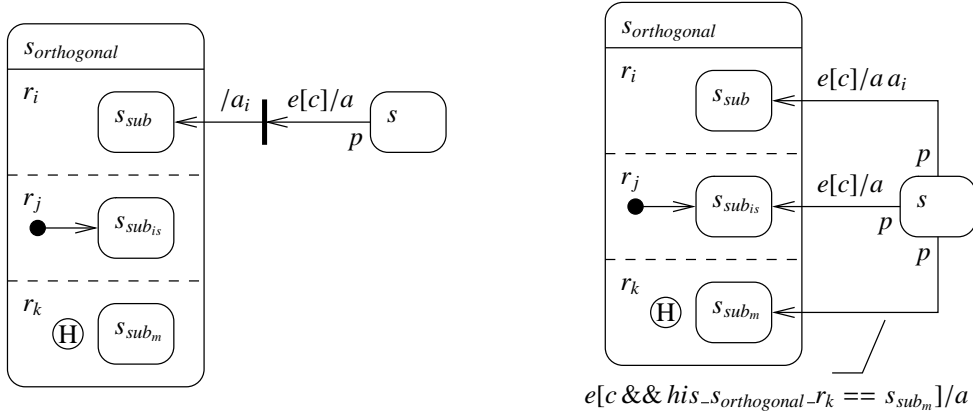 s_orthogonal
r_i
s_sub
/a_i
e[c]/a
p
s
r_j
s_sub_is
r_k
H
s_sub_m
s_orthogonal
r_i
s_sub
e[c]/a a_i
p
r_j
s_sub_is
e[c]/a
p
s
p
r_k
H
s_sub_m
e[c && his_s_orthogonal_r_k == s_sub_m]/a